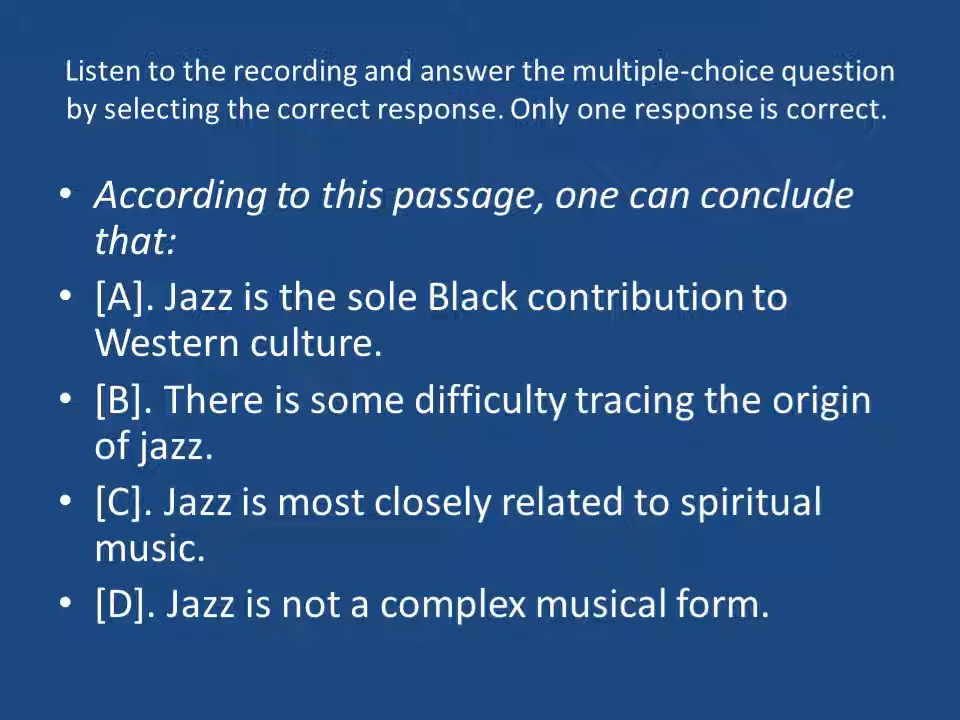 Listen to the recording and answer the multiple-choice question
by selecting the correct response. Only one response is correct.
• According to this passage, one can conclude
that:
• [A]. Jazz is the sole Black contribution to
Western culture.
• [B]. There is some difficulty tracing the origin
of jazz.
• [C]. Jazz is most closely related to spiritual
music.
• [D]. Jazz is not a complex musical form.